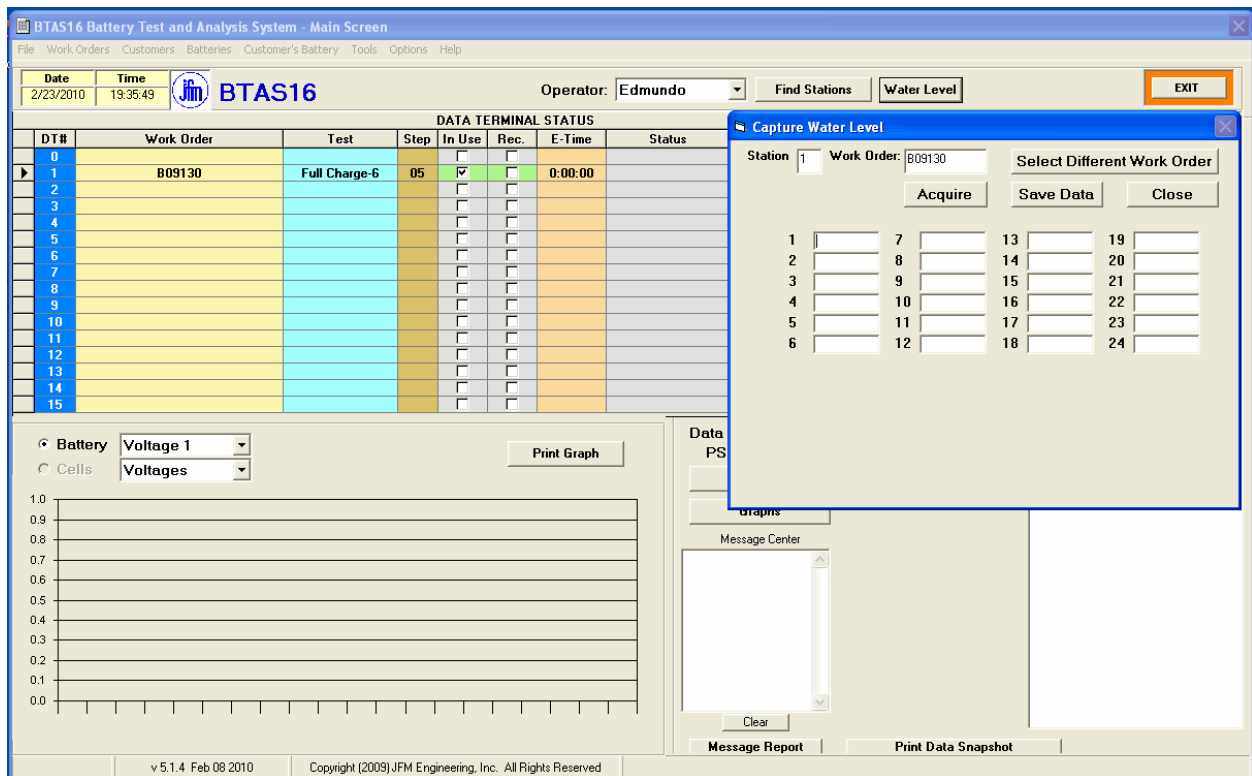 BTAS16 Battery Test and Analysis System - Main Screen
File Work Orders Customers Batteries Customer's Battery Tools Options Help
Date Time
2/23/2010 19:35:49 jfm BTAS16 Operator: Edmundo Find Stations Water Level EXIT
DATA TERMINAL STATUS
DT# Work Order Test Step In Use Rec. E-Time Status
0
1 B09130 Full Charge-6 05 0:00:00
2
3
4
5
6
7
8
9
10
11
12
13
14
15
Capture Water Level
Station 1 Work Order: B09130 Select Different Work Order
Acquire Save Data Close
1 7 13 19
2 8 14 20
3 9 15 21
4 10 16 22
5 11 17 23
6 12 18 24
Battery Voltage 1 Print Graph
Cells Voltages
1.0
0.9
0.8
0.7
0.6
0.5
0.4
0.3
0.2
0.1
0.0
Data
PS
Graphs
Message Center
Clear
Message Report Print Data Snapshot
v 5.1.4 Feb 08 2010 Copyright (2009) JFM Engineering, Inc. All Rights Reserved